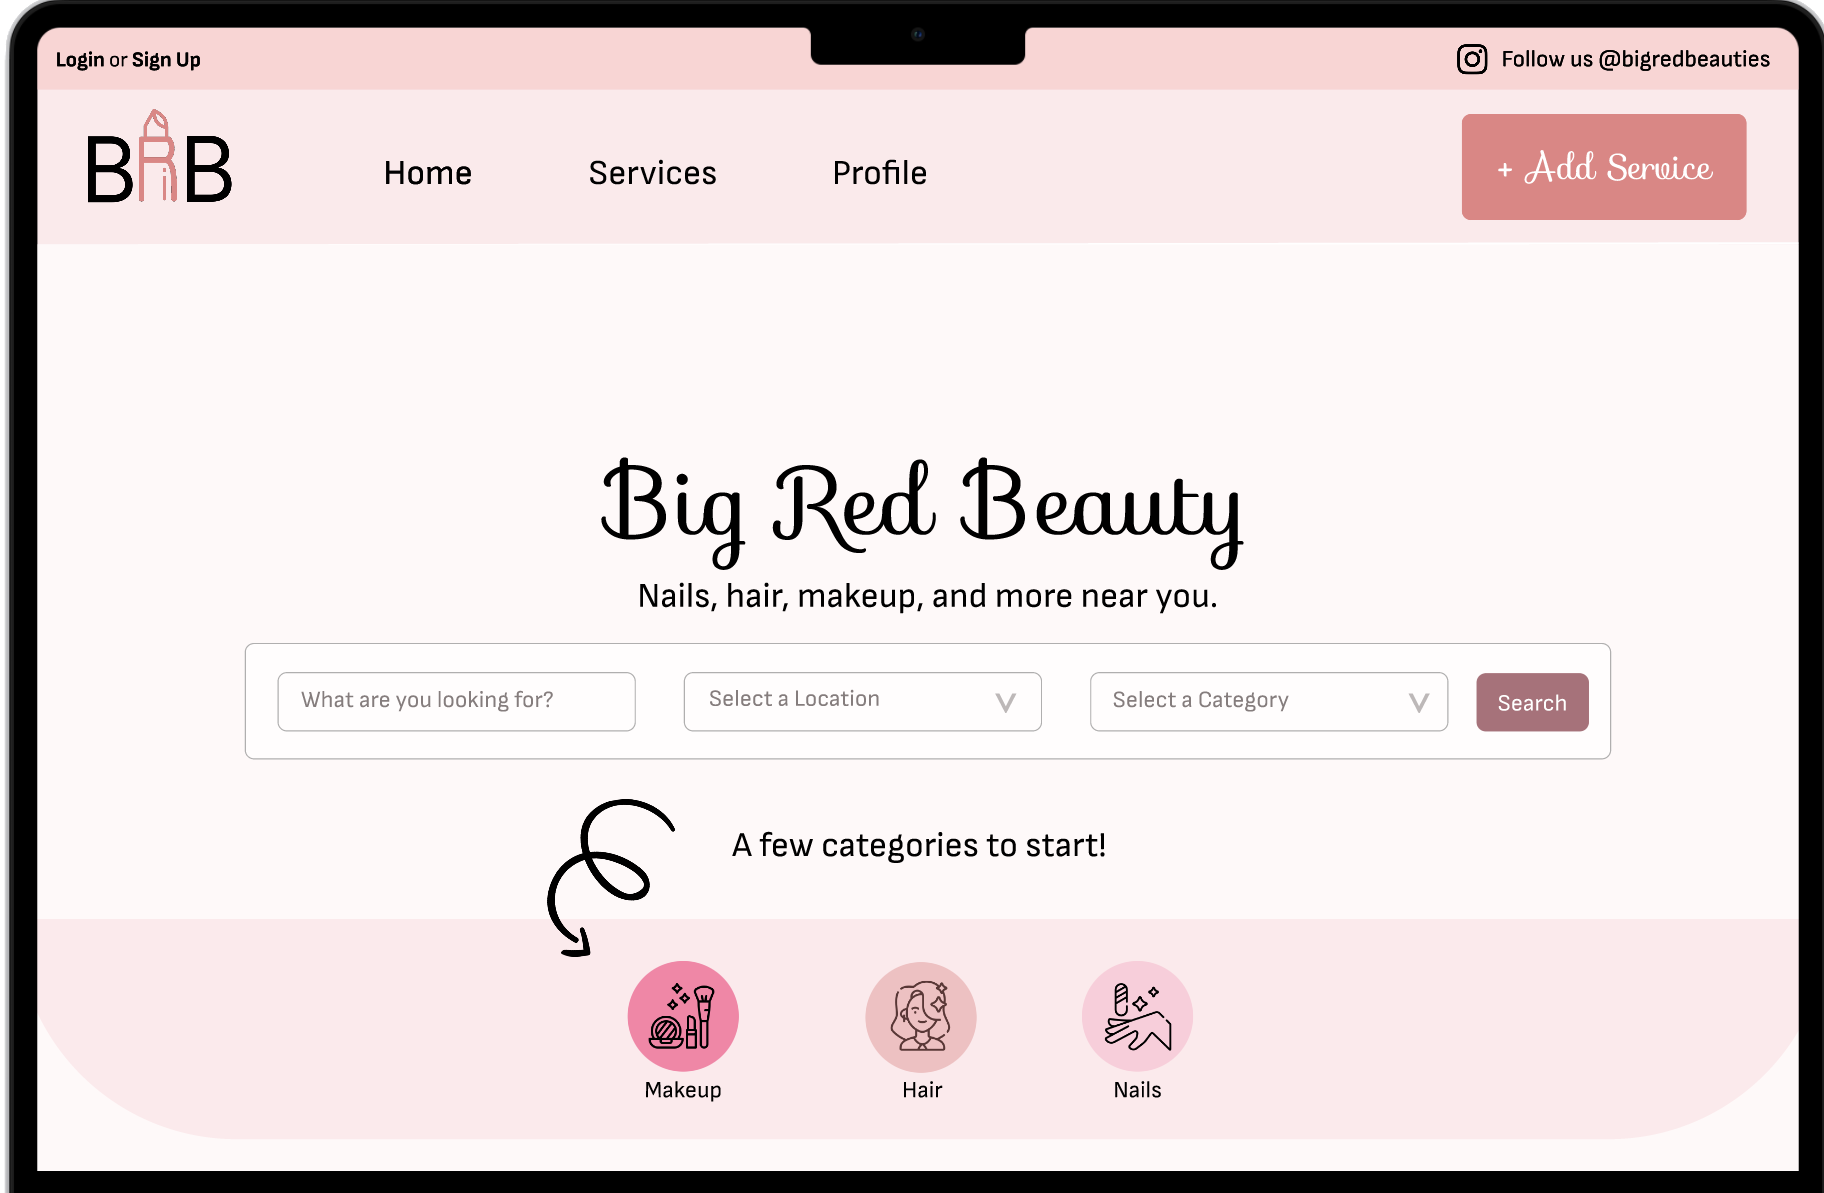 Login or Sign Up
Follow us @bigredbeauties
BRB
Home
Services
Profile
+ Add Service
Big Red Beauty
Nails, hair, makeup, and more near you.
What are you looking for?
Select a Location
Select a Category
Search
A few categories to start!
Makeup
Hair
Nails